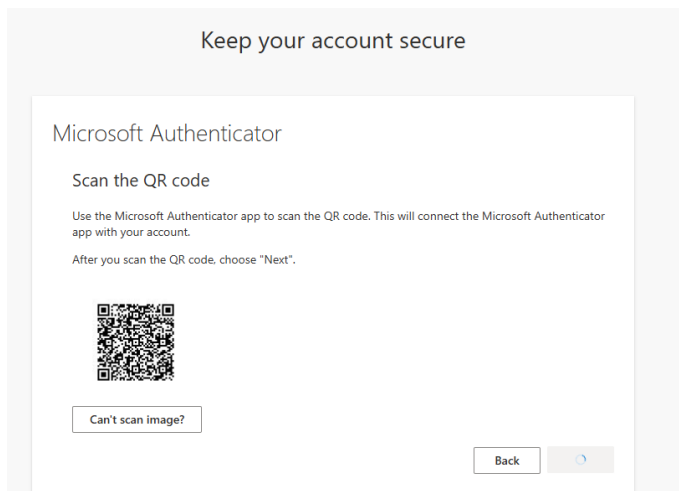 Keep your account secure
Microsoft Authenticator
Scan the QR code
Use the Microsoft Authenticator app to scan the QR code. This will connect the Microsoft Authenticator
app with your account.
After you scan the QR code, choose "Next".
Can't scan image?
Back